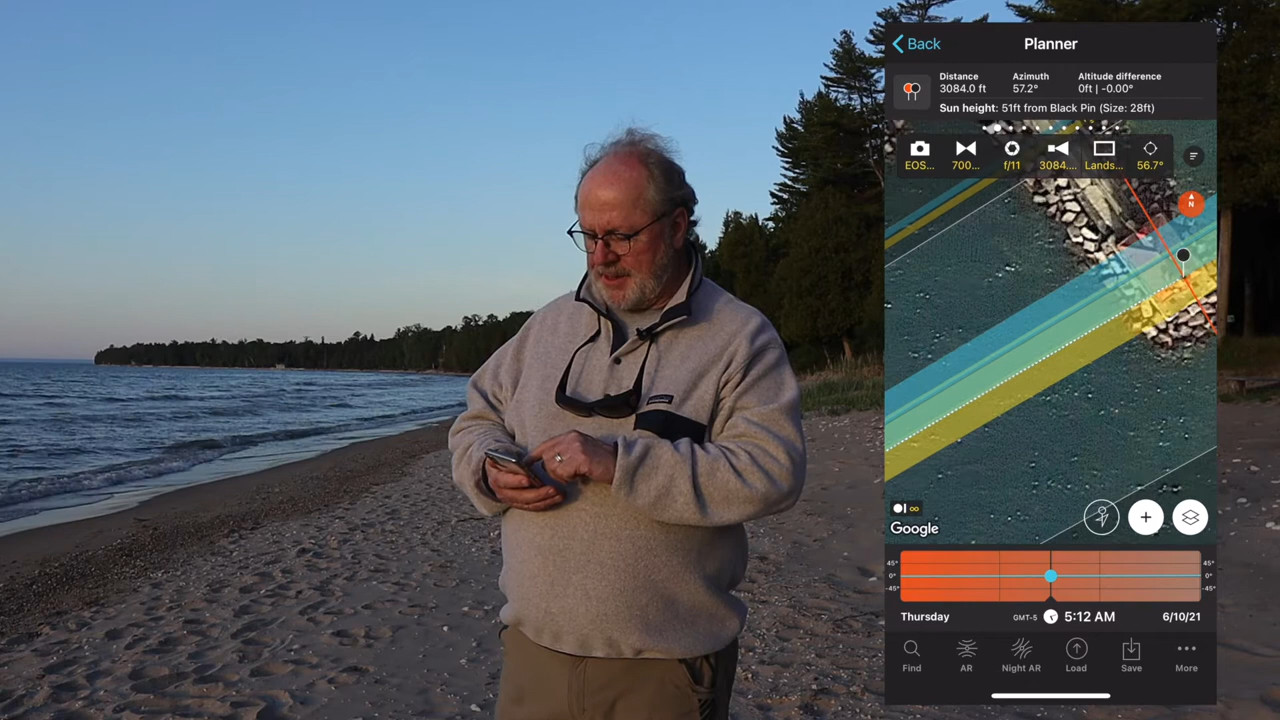 Back
Planner
Distance
3084.0 ft
Azimuth
57.2°
Altitude difference
0ft | -0.00°
Sun height: 51ft from Black Pin (Size: 28ft)
EOS...
700...
f/11
3084....
Lands...
56.7°
N
Google
45°
0°
-45°
45°
0°
-45°
Thursday
GMT-5
5:12 AM
6/10/21
Find
AR
Night AR
Load
Save
More